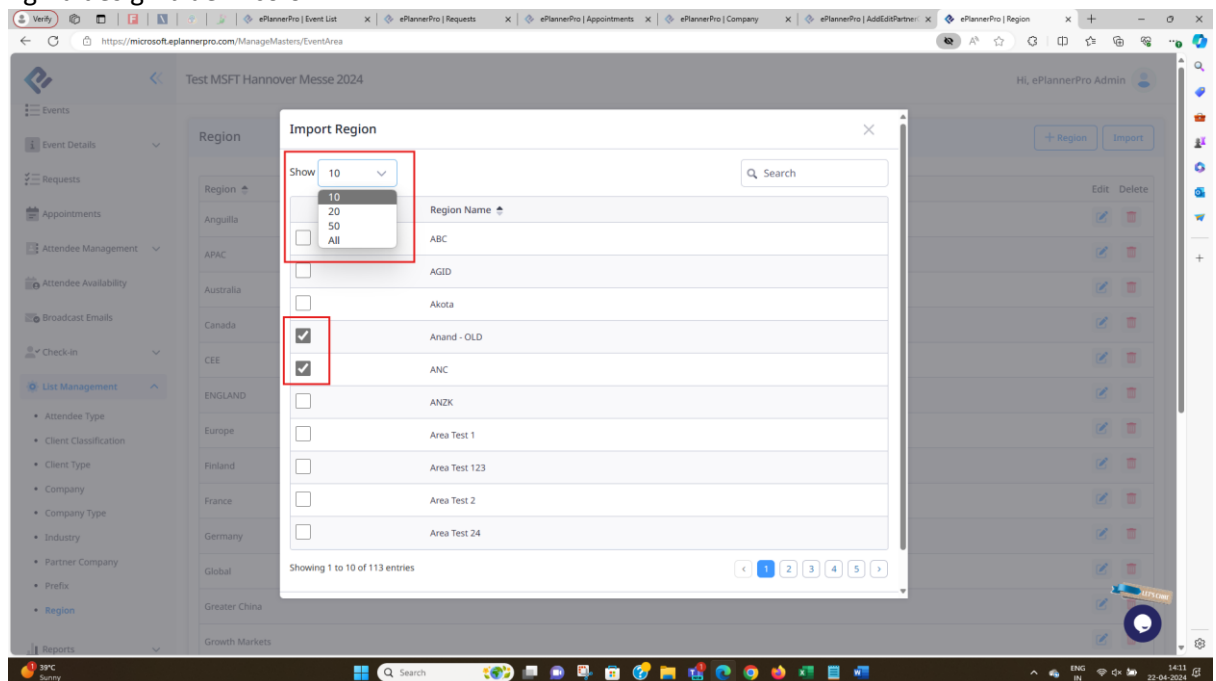 Verify
ePlannerPro | Event List
ePlannerPro | Requests
ePlannerPro | Appointments
ePlannerPro | Company
ePlannerPro | AddEditPartner
ePlannerPro | Region
https://microsoft.eplannerpro.com/ManageMasters/EventArea
Test MSFT Hannover Messe 2024
Hi, ePlannerPro Admin
Events
Event Details
Requests
Appointments
Attendee Management
Attendee Availability
Broadcast Emails
Check-in
List Management
Attendee Type
Client Classification
Client Type
Company
Company Type
Industry
Partner Company
Prefix
Region
Reports
Region
+ Region
Import
Region
Edit Delete
Anguilla
APAC
Australia
Canada
CEE
ENGLAND
Europe
Finland
France
Germany
Global
Greater China
Growth Markets
Import Region
Show 10
10
20
50
All
Search
Region Name
ABC
AGID
Akota
Anand - OLD
ANC
ANZK
Area Test 1
Area Test 123
Area Test 2
Area Test 24
Showing 1 to 10 of 113 entries
1 2 3 4 5
39°C
Sunny
Search
ENG
IN
14:11
22-04-2024